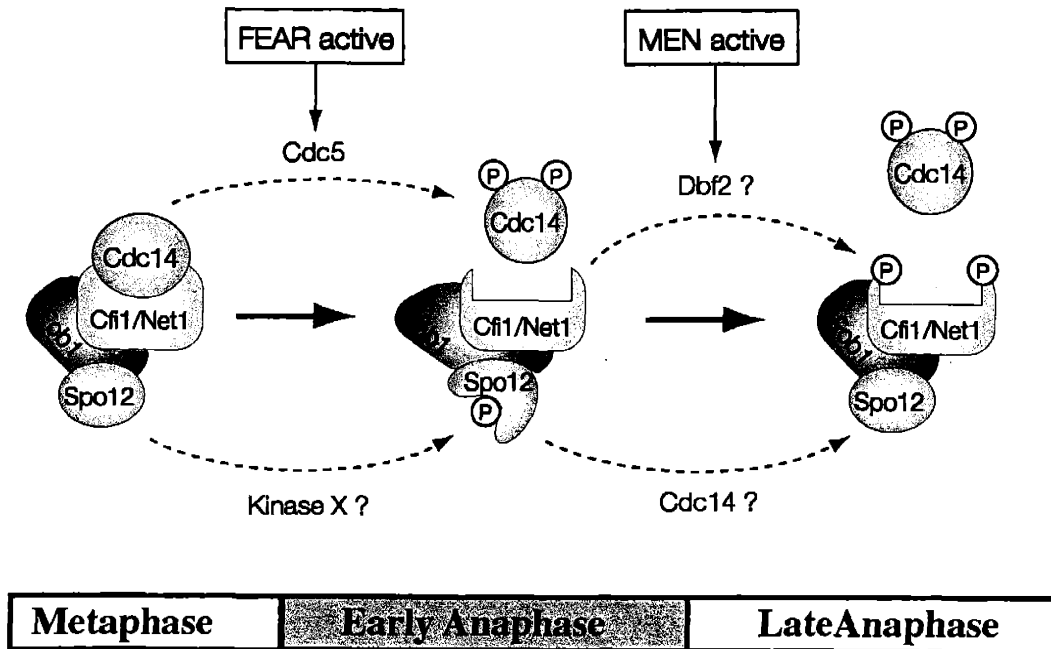 FEAR active
MEN active
Cdc5
Dbf2 ?
P P
Cdc14
P P
Cdc14
Cdc14
Cfi1/Net1
Spo12
Cfi1/Net1
Spo12
P
P P
Cfi1/Net1
Spo12
Kinase X ?
Cdc14 ?
Metaphase
Early Anaphase
LateAnaphase